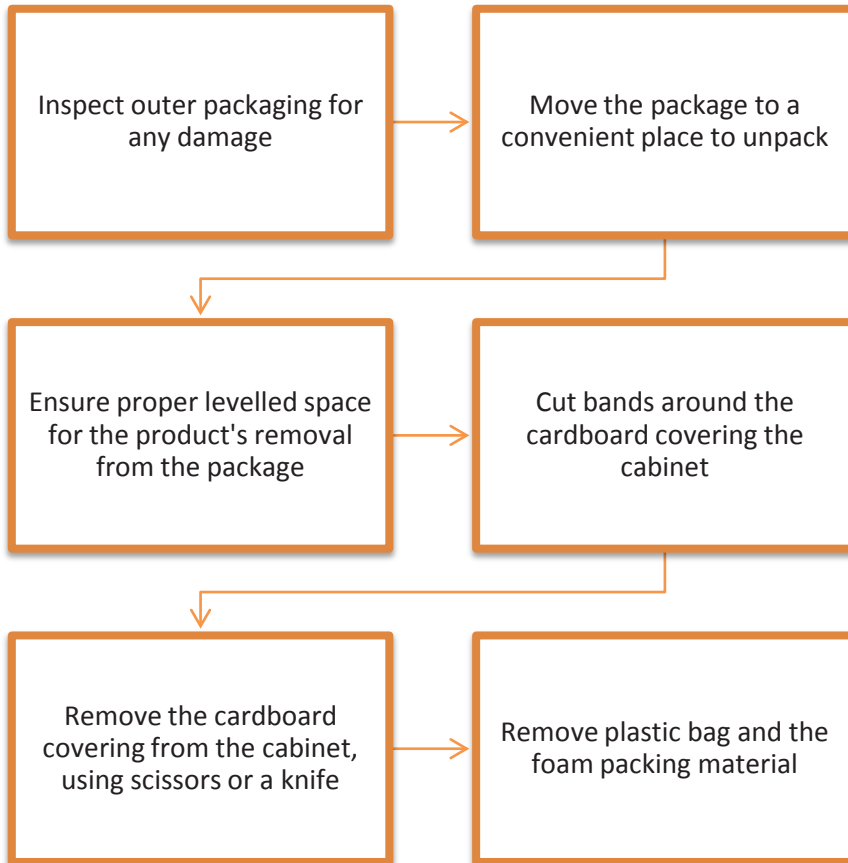 Inspect outer packaging for
any damage
Move the package to a
convenient place to unpack
Ensure proper levelled space
for the product's removal
from the package
Cut bands around the
cardboard covering the
cabinet
Remove the cardboard
covering from the cabinet,
using scissors or a knife
Remove plastic bag and the
foam packing material